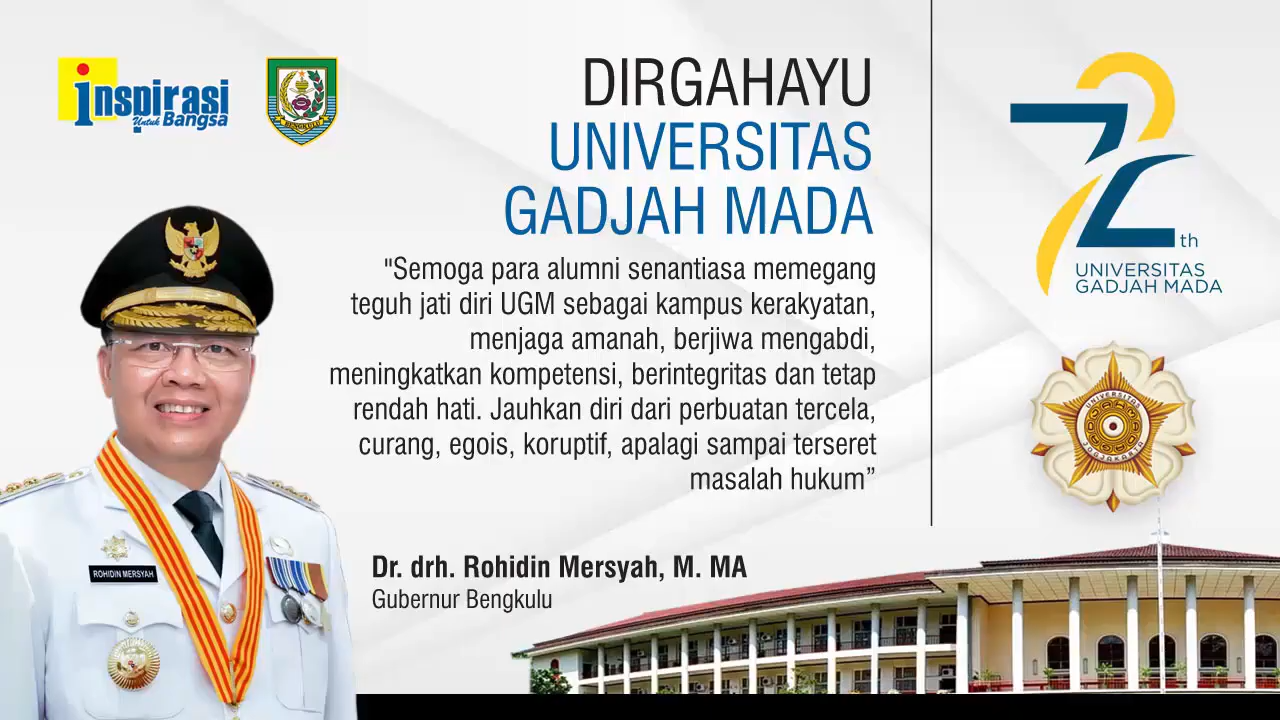 inspirasi
Untuk Bangsa
BENGKULU
DIRGAHAYU
UNIVERSITAS
GADJAH MADA
"Semoga para alumni senantiasa memegang
teguh jati diri UGM sebagai kampus kerakyatan,
menjaga amanah, berjiwa mengabdi,
meningkatkan kompetensi, berintegritas dan tetap
rendah hati. Jauhkan diri dari perbuatan tercela,
curang, egois, koruptif, apalagi sampai terseret
masalah hukum”
Dr. drh. Rohidin Mersyah, M. MA
Gubernur Bengkulu
ROHIDIN MERSYAH
72th
UNIVERSITAS
GADJAH MADA
UNIVERSITAS
JOGJAKARTA